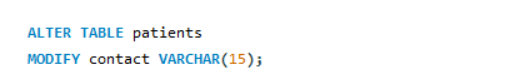 ALTER TABLE patients
MODIFY contact VARCHAR(15);